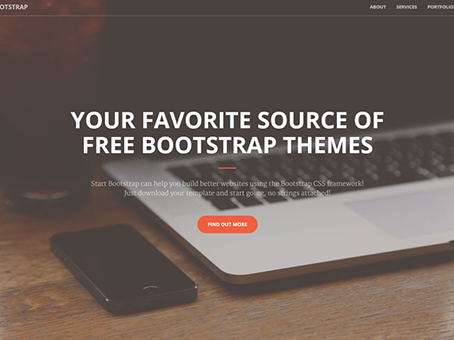 OTSTRAP
ABOUT SERVICES PORTFOLIO
YOUR FAVORITE SOURCE OF
FREE BOOTSTRAP THEMES
Start Bootstrap can help you build better websites using the Bootstrap CSS framework!
Just download your template and start going, no strings attached!
FIND OUT MORE